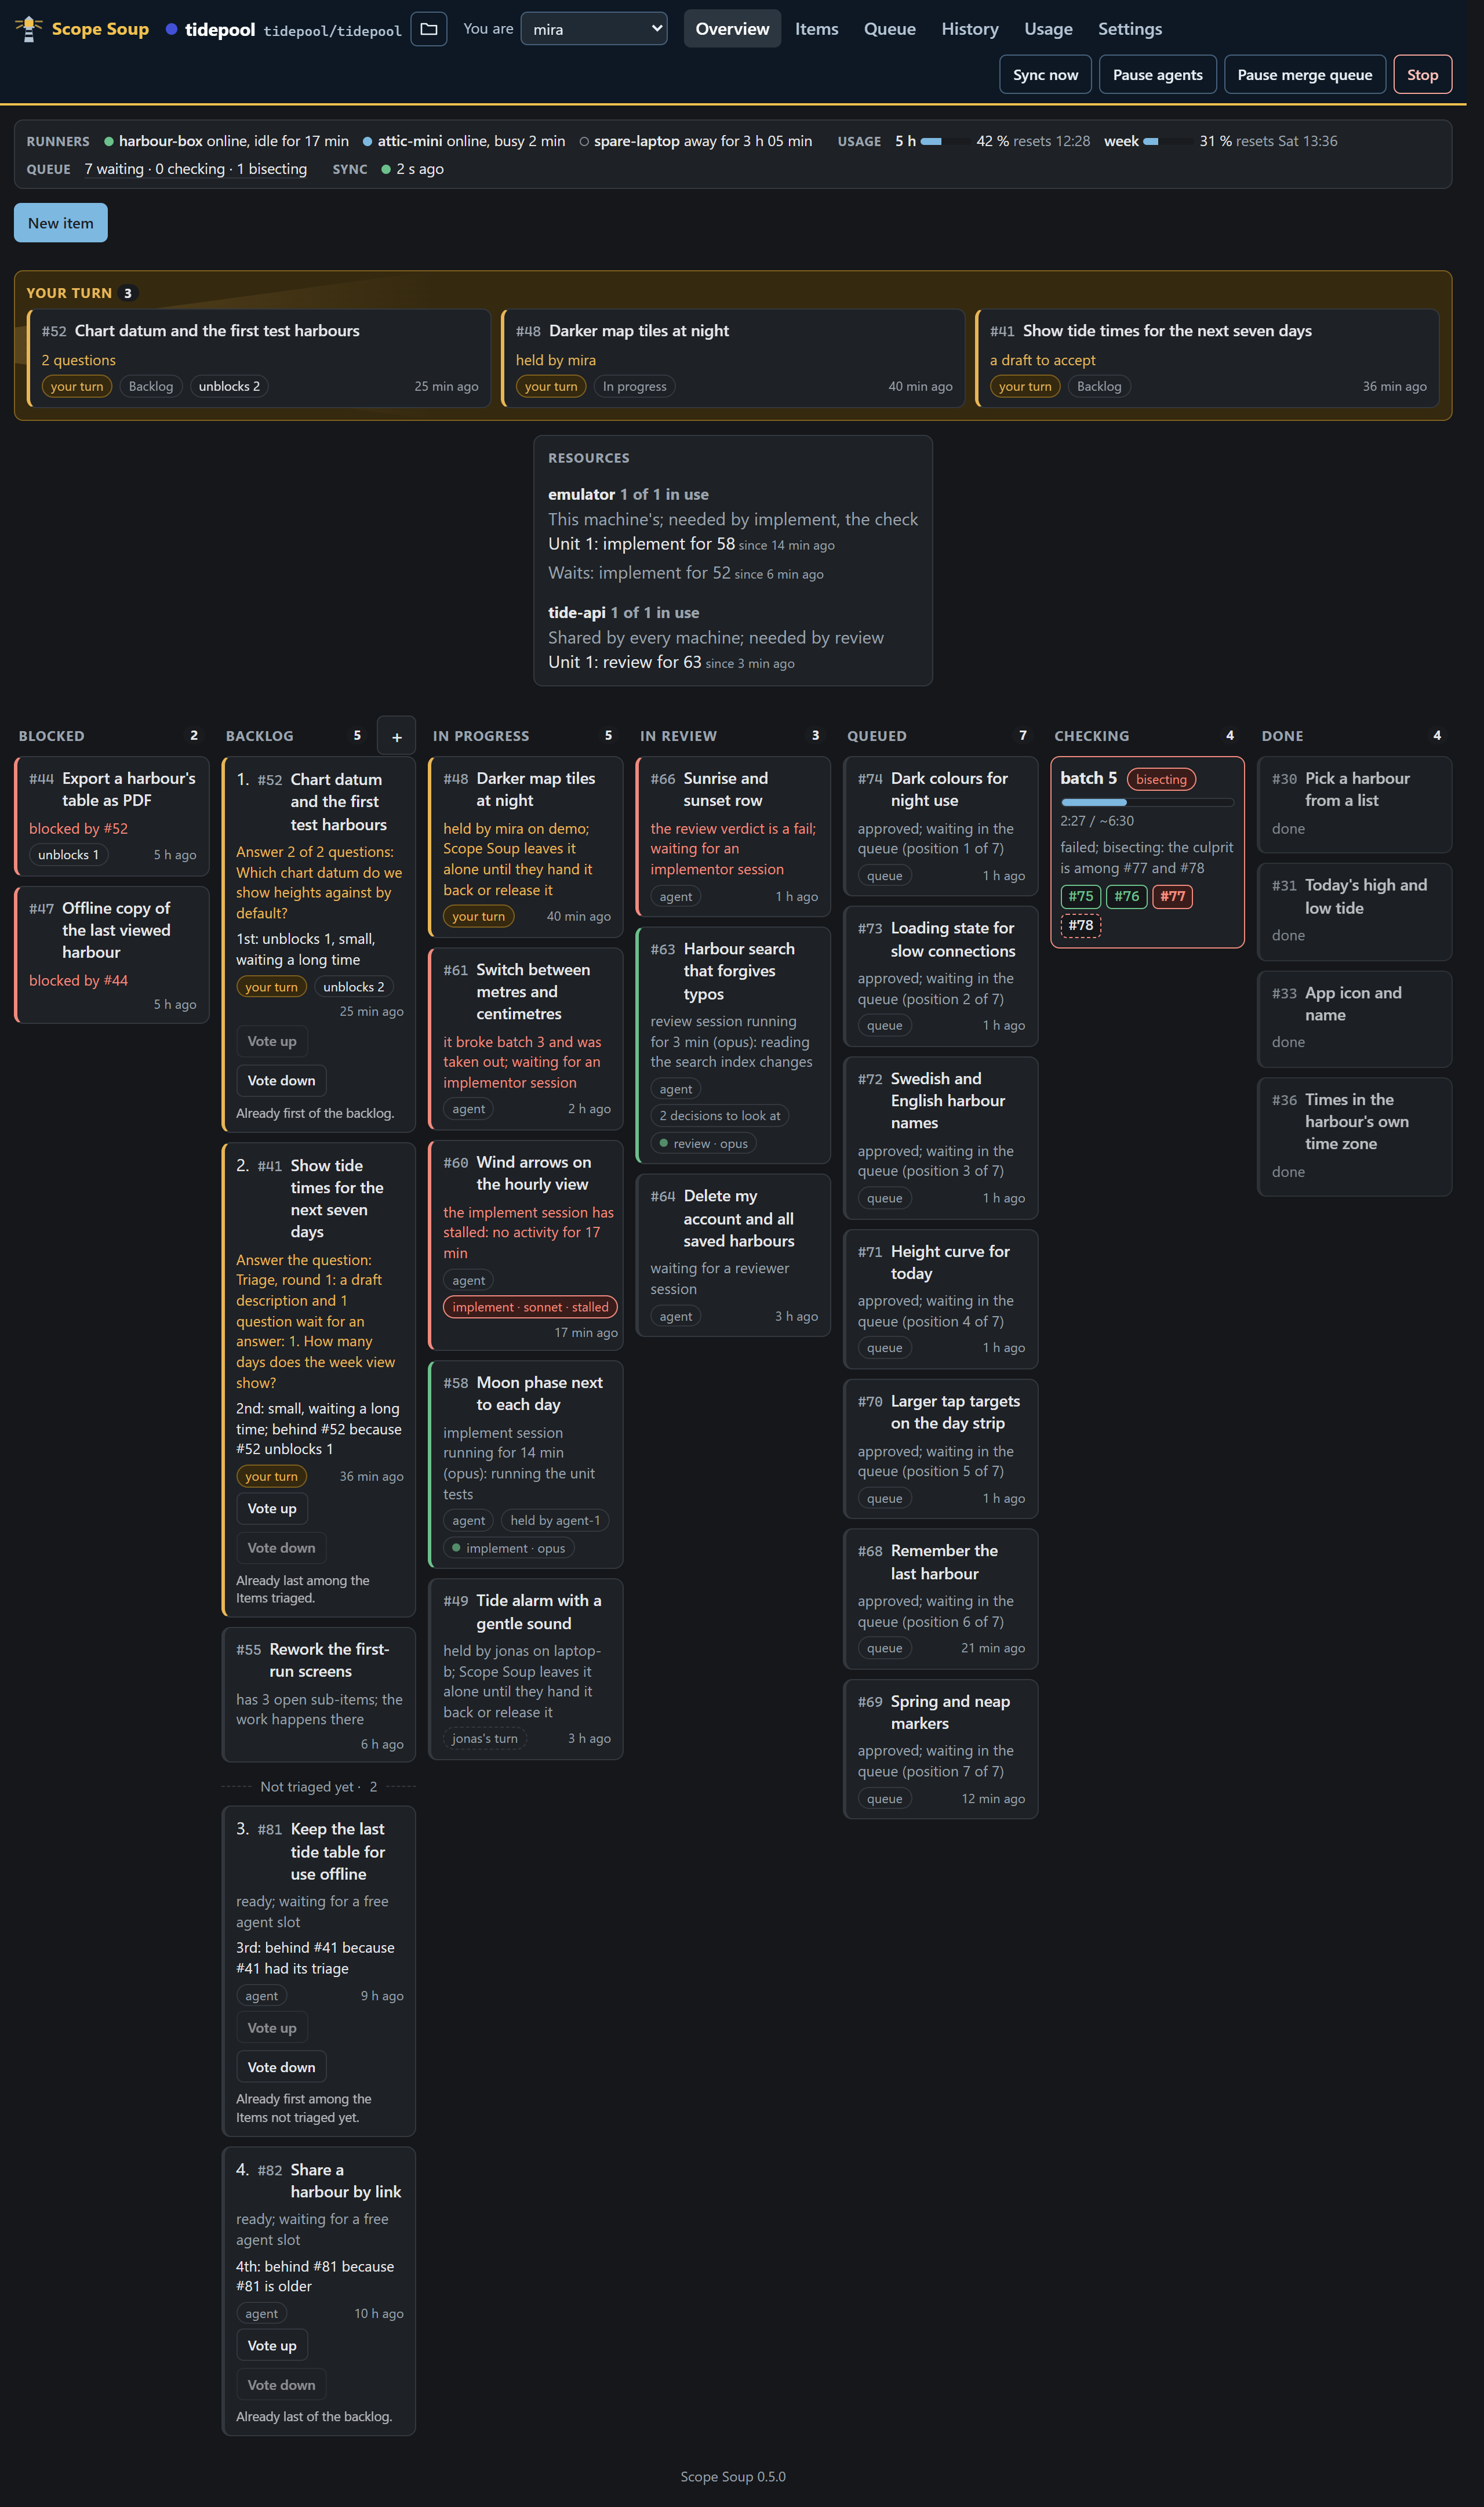 Scope Soup tidepool tidepool/tidepool You are mira Overview Items Queue History Usage Settings
Sync now Pause agents Pause merge queue Stop
RUNNERS harbour-box online, idle for 17 min attic-mini online, busy 2 min spare-laptop away for 3 h 05 min USAGE 5 h 42 % resets 12:28 week 31 % resets Sat 13:36
QUEUE 7 waiting · 0 checking · 1 bisecting SYNC 2 s ago
New item
YOUR TURN 3
#52 Chart datum and the first test harbours
2 questions
your turn Backlog unblocks 2 25 min ago
#48 Darker map tiles at night
held by mira
your turn In progress 40 min ago
#41 Show tide times for the next seven days
a draft to accept
your turn Backlog 36 min ago
RESOURCES
emulator 1 of 1 in use
This machine's; needed by implement, the check
Unit 1: implement for 58 since 14 min ago
Waits: implement for 52 since 6 min ago
tide-api 1 of 1 in use
Shared by every machine; needed by review
Unit 1: review for 63 since 3 min ago
BLOCKED 2
#44 Export a harbour's
table as PDF
blocked by #52
unblocks 1 5 h ago
#47 Offline copy of
the last viewed
harbour
blocked by #44
5 h ago
BACKLOG 5 +
1. #52 Chart datum
and the first
test harbours
Answer 2 of 2 questions:
Which chart datum do we
show heights against by
default?
1st: unblocks 1, small,
waiting a long time
your turn unblocks 2
25 min ago
Vote up
Vote down
Already first of the backlog.
2. #41 Show tide
times for the
next seven
days
Answer the question:
Triage, round 1: a draft
description and 1
question wait for an
answer: 1. How many
days does the week view
show?
2nd: small, waiting a long
time; behind #52 because
#52 unblocks 1
your turn 36 min ago
Vote up
Vote down
Already last among the
Items triaged.
#55 Rework the first-
run screens
has 3 open sub-items; the
work happens there
6 h ago
Not triaged yet · 2
3. #81 Keep the last
tide table for
use offline
ready; waiting for a free
agent slot
3rd: behind #41 because
#41 had its triage
agent 9 h ago
Vote up
Vote down
Already first among the
Items not triaged yet.
4. #82 Share a
harbour by link
ready; waiting for a free
agent slot
4th: behind #81 because
#81 is older
agent 10 h ago
Vote up
Vote down
Already last of the backlog.
IN PROGRESS 5
#48 Darker map tiles
at night
held by mira on demo;
Scope Soup leaves it
alone until they hand it
back or release it
your turn 40 min ago
#61 Switch between
metres and
centimetres
it broke batch 3 and was
taken out; waiting for an
implementor session
agent 2 h ago
#60 Wind arrows on
the hourly view
the implement session has
stalled: no activity for 17
min
agent
implement · sonnet · stalled
17 min ago
#58 Moon phase next
to each day
implement session
running for 14 min
(opus): running the unit
tests
agent held by agent-1
implement · opus
#49 Tide alarm with a
gentle sound
held by jonas on laptop-
b; Scope Soup leaves it
alone until they hand it
back or release it
jonas's turn 3 h ago
IN REVIEW 3
#66 Sunrise and
sunset row
the review verdict is a fail;
waiting for an
implementor session
agent 1 h ago
#63 Harbour search
that forgives
typos
review session running
for 3 min (opus): reading
the search index changes
agent
2 decisions to look at
review · opus
#64 Delete my
account and all
saved harbours
waiting for a reviewer
session
agent 3 h ago
QUEUED 7
#74 Dark colours for
night use
approved; waiting in the
queue (position 1 of 7)
queue 1 h ago
#73 Loading state for
slow connections
approved; waiting in the
queue (position 2 of 7)
queue 1 h ago
#72 Swedish and
English harbour
names
approved; waiting in the
queue (position 3 of 7)
queue 1 h ago
#71 Height curve for
today
approved; waiting in the
queue (position 4 of 7)
queue 1 h ago
#70 Larger tap targets
on the day strip
approved; waiting in the
queue (position 5 of 7)
queue 1 h ago
#68 Remember the
last harbour
approved; waiting in the
queue (position 6 of 7)
queue 21 min ago
#69 Spring and neap
markers
approved; waiting in the
queue (position 7 of 7)
queue 12 min ago
CHECKING 4
batch 5 bisecting
2:27 / ~6:30
failed; bisecting: the culprit
is among #77 and #78
#75 #76 #77
#78
DONE 4
#30 Pick a harbour
from a list
done
#31 Today's high and
low tide
done
#33 App icon and
name
done
#36 Times in the
harbour's own
time zone
done
Scope Soup 0.5.0